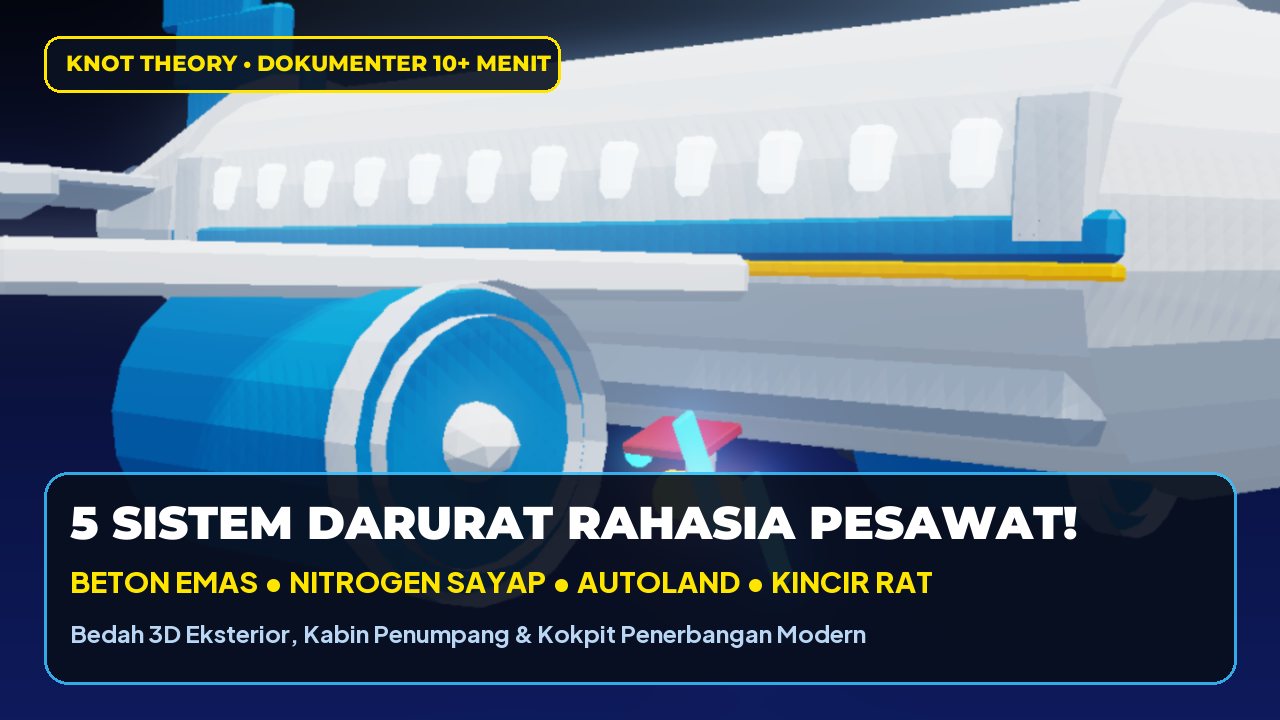 KNOT THEORY • DOKUMENTER 10+ MENIT
5 SISTEM DARURAT RAHASIA PESAWAT!
BETON EMAS ● NITROGEN SAYAP ● AUTOLAND ● KINCIR RAT
Bedah 3D Eksterior, Kabin Penumpang & Kokpit Penerbangan Modern